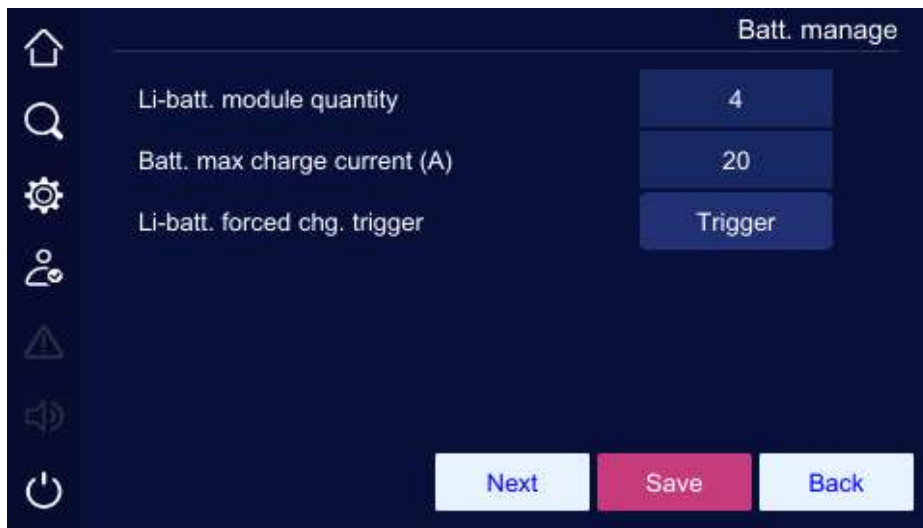 Batt. manage
Li-batt. module quantity 4
Batt. max charge current (A) 20
Li-batt. forced chg. trigger Trigger
Next Save Back